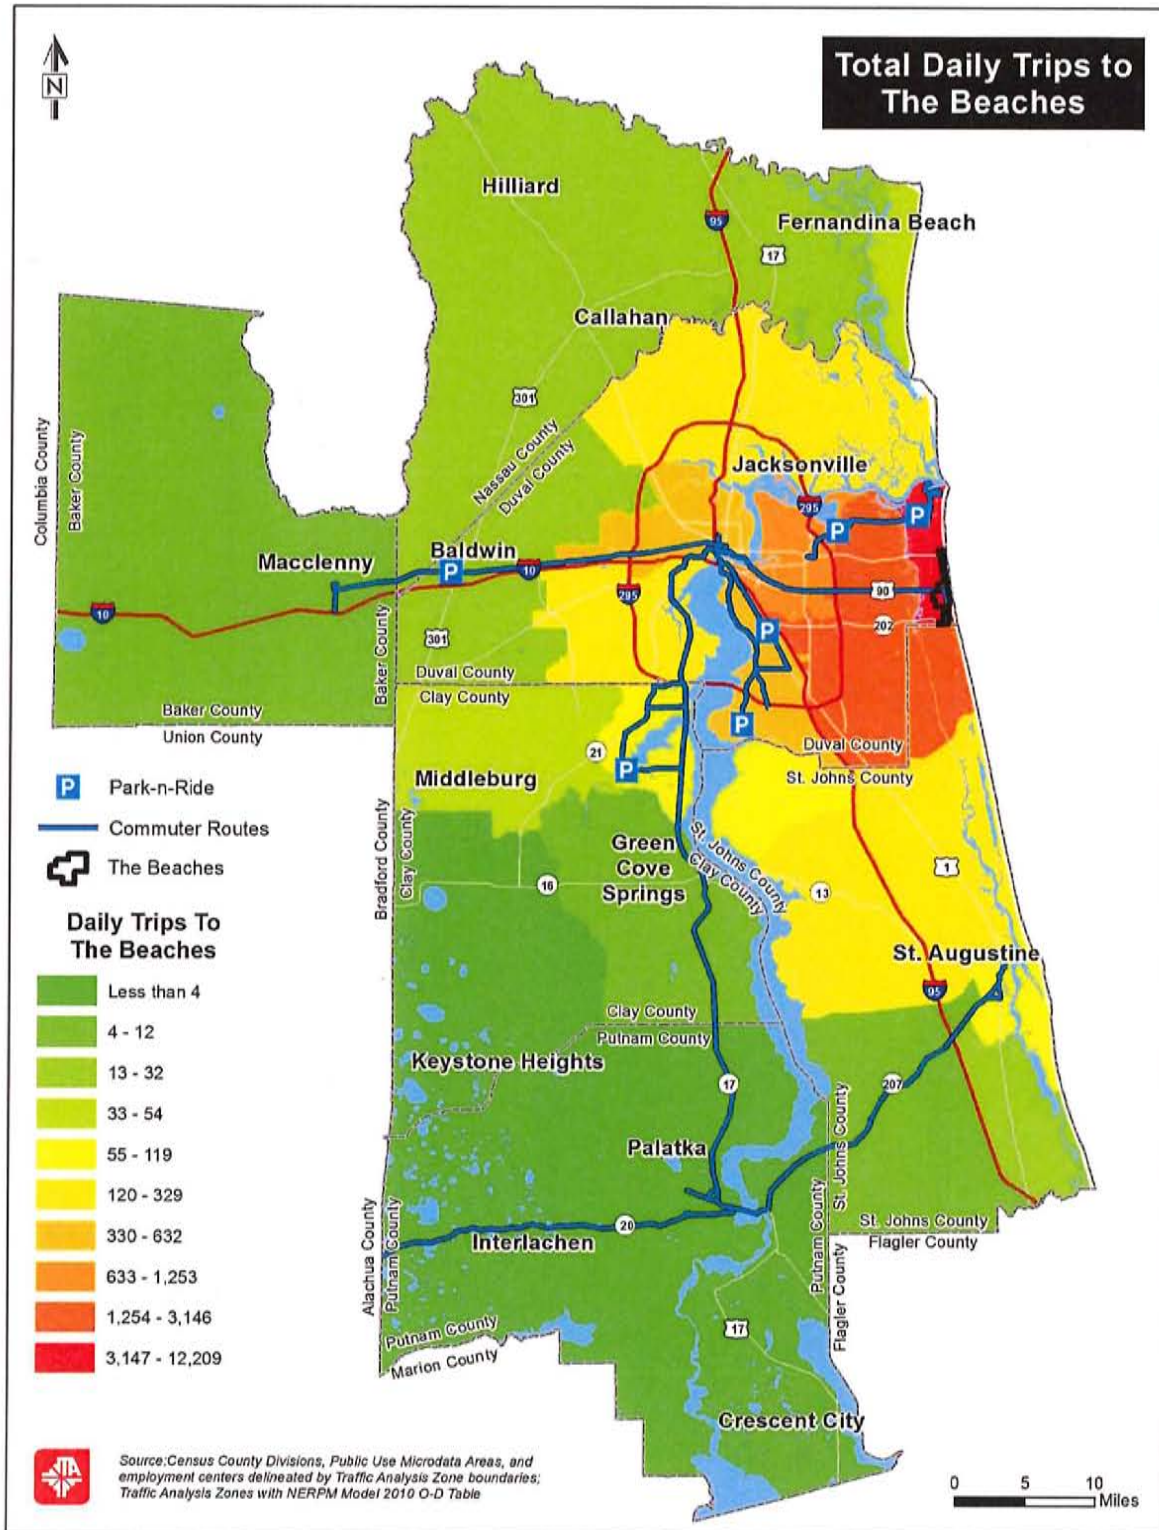 Total Daily Trips to
The Beaches
N
Hilliard
95
Fernandina Beach
17
Callahan
301
Columbia County
Baker County
Nassau County
Duval County
Jacksonville
295
P
P
Macclenny
Baldwin
P
10
10
295
90
202
P
301
Baker County
Duval County
Clay County
Baker County
Union County
P
Duval County
St. Johns County
21
Middleburg
P
Bradford County
Clay County
Green
Cove
Springs
St. Johns County
Clay County
16
13
1
St. Augustine
95
Clay County
Putnam County
Keystone Heights
17
207
Palatka
St. Johns County
Putnam County
Alachua County
Putnam County
20
Interlachen
St. Johns County
Flagler County
Flagler County
17
Putnam County
Marion County
Crescent City
P Park-n-Ride
Commuter Routes
The Beaches
Daily Trips To
The Beaches
Less than 4
4 - 12
13 - 32
33 - 54
55 - 119
120 - 329
330 - 632
633 - 1,253
1,254 - 3,146
3,147 - 12,209
JTA
Source:Census County Divisions, Public Use Microdata Areas, and
employment centers delineated by Traffic Analysis Zone boundaries;
Traffic Analysis Zones with NERPM Model 2010 O-D Table
0 5 10
Miles